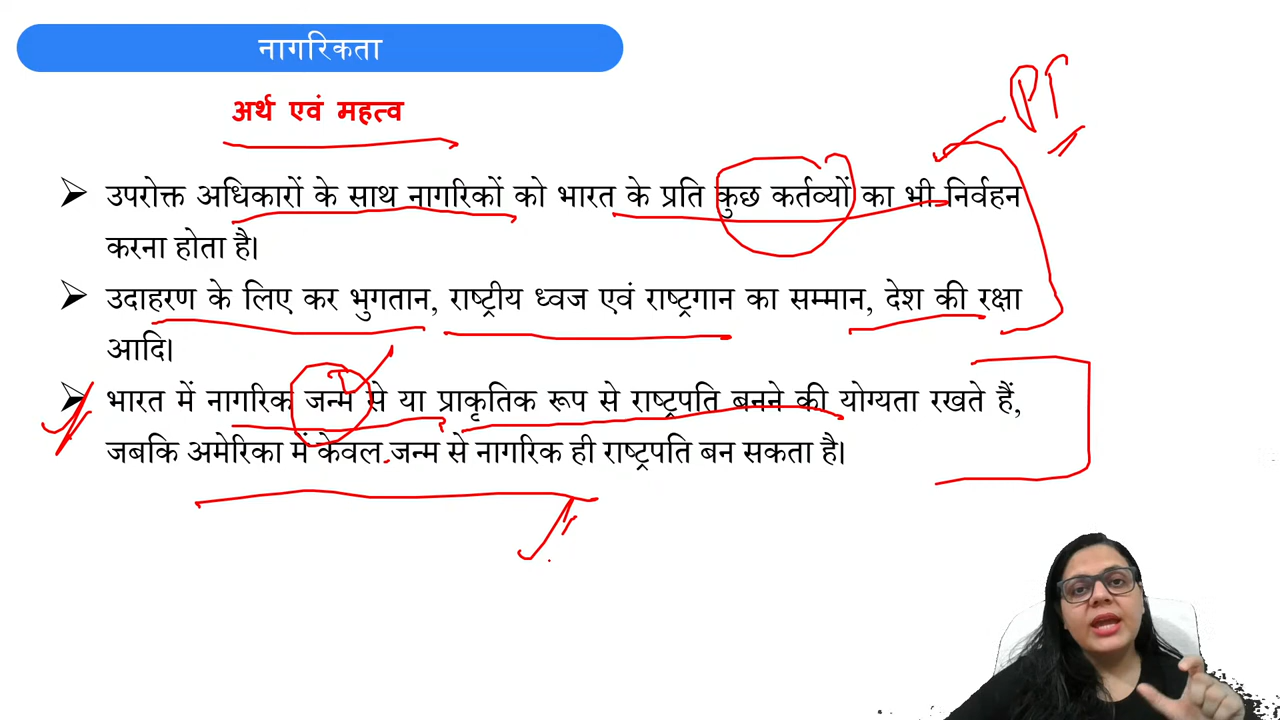 नागरिकता
अर्थ एवं महत्व
PT
उपरोक्त अधिकारों के साथ नागरिकों को भारत के प्रति कुछ कर्तव्यों का भी निर्वहन
करना होता है।
उदाहरण के लिए कर भुगतान, राष्ट्रीय ध्वज एवं राष्ट्रगान का सम्मान, देश की रक्षा
आदि।
भारत में नागरिक जन्म से या प्राकृतिक रूप से राष्ट्रपति बनने की योग्यता रखते हैं,
जबकि अमेरिका में केवल जन्म से नागरिक ही राष्ट्रपति बन सकता है।